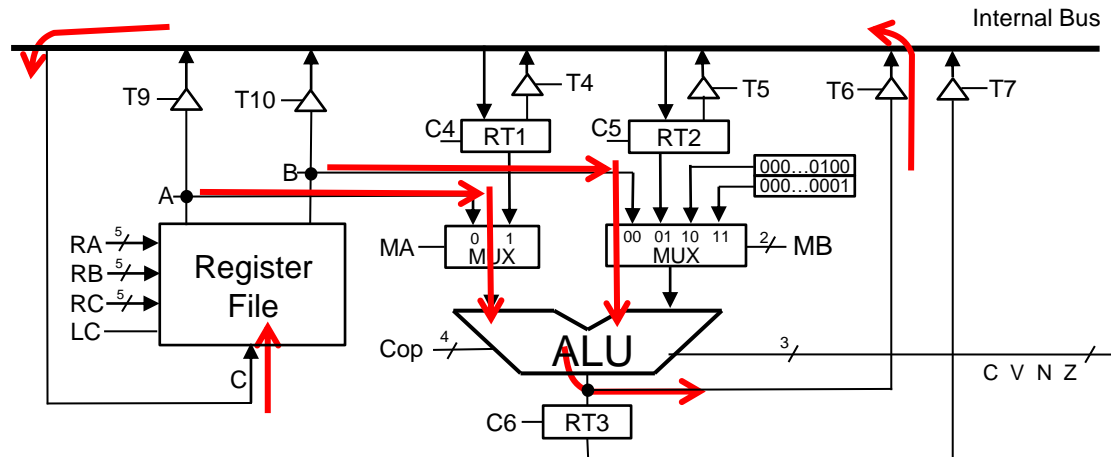 Internal Bus
T9
T10
T4
T5
T6
T7
C4
RT1
C5
RT2
000...0100
000...0001
B
A
RA
5
RB
5
RC
5
LC
Register
File
C
MA
0 1
MUX
00 01 10 11
MUX
2
MB
Cop
4
ALU
3
C V N Z
C6
RT3